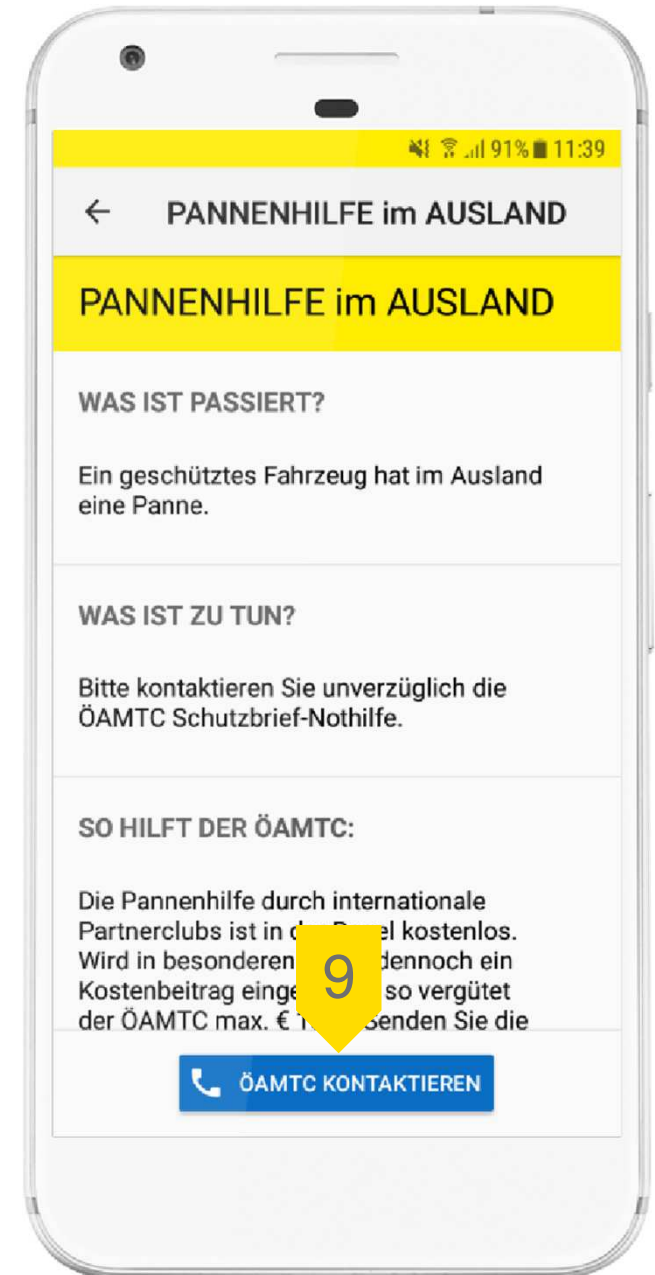 91% 11:39
PANNENHILFE im AUSLAND
PANNENHILFE im AUSLAND
WAS IST PASSIERT?
Ein geschütztes Fahrzeug hat im Ausland
eine Panne.
WAS IST ZU TUN?
Bitte kontaktieren Sie unverzüglich die
ÖAMTC Schutzbrief-Nothilfe.
SO HILFT DER ÖAMTC:
Die Pannenhilfe durch internationale
Partnerclubs ist in kostenlos.
Wird in besonderen dennoch ein
Kostenbeitrag so vergütet
der ÖAMTC max. € Senden Sie die
9
ÖAMTC KONTAKTIEREN